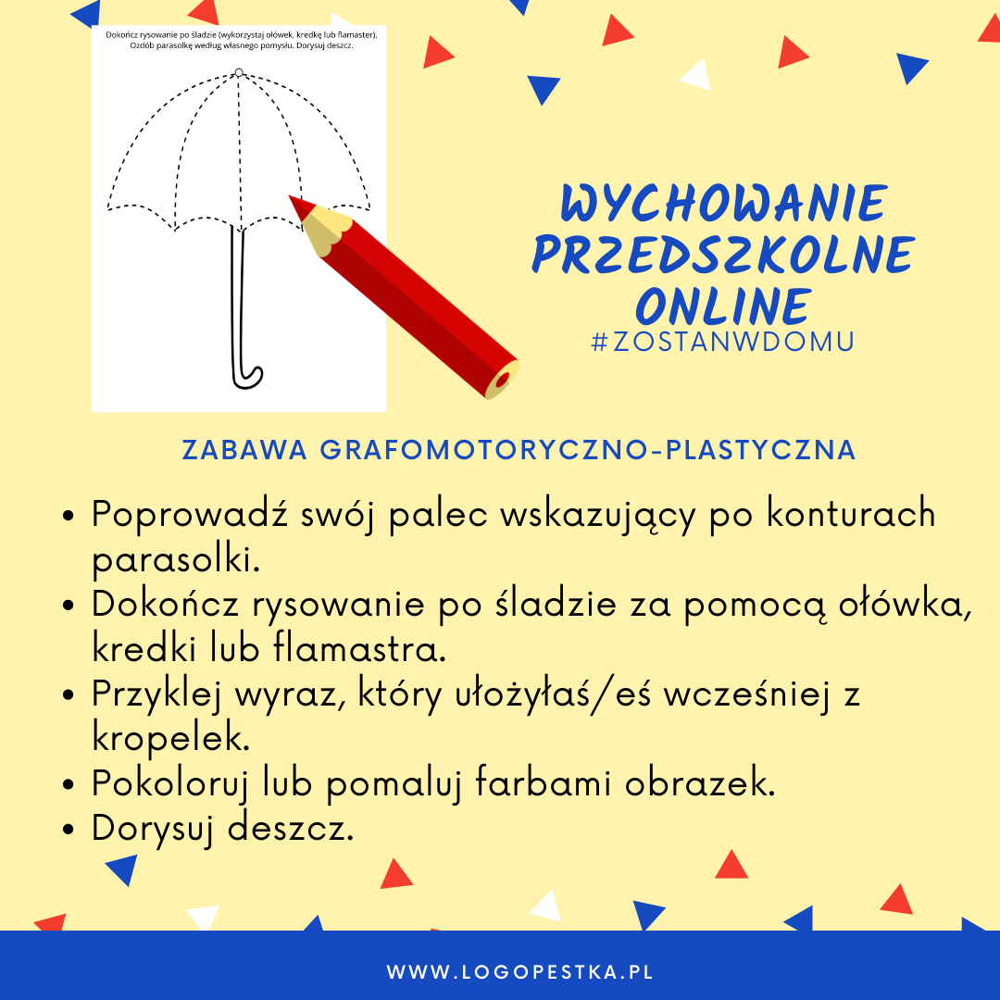 Dokończ rysowanie po śladzie (wykorzystaj ołówek, kredkę lub flamaster).
Ozdób parasolkę według własnego pomysłu. Dorysuj deszcz.
WYCHOWANIE
PRZEDSZKOLNE
ONLINE
#ZOSTANWDOMU
ZABAWA GRAFOMOTORYCZNO-PLASTYCZNA
• Poprowadź swój palec wskazujący po konturach
parasolki.
• Dokończ rysowanie po śladzie za pomocą ołówka,
kredki lub flamastra.
• Przyklej wyraz, który ułożyłaś/eś wcześniej z
kropelek.
• Pokoloruj lub pomaluj farbami obrazek.
• Dorysuj deszcz.
WWW.LOGOPESTKA.PL